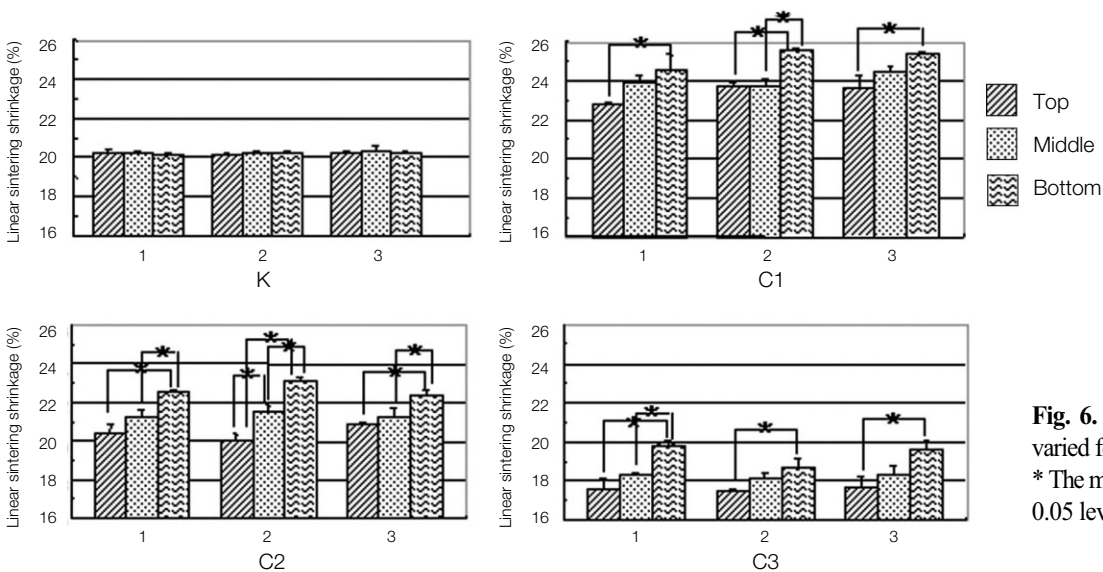 Linear sintering shrinkage (%)
26
24
22
20
18
16
1 2 3
K
Linear sintering shrinkage (%)
26
24
22
20
18
16
* * * *
1 2 3
C1
Top
Middle
Bottom
Linear sintering shrinkage (%)
26
24
22
20
18
16
* * * * * * *
1 2 3
C2
Linear sintering shrinkage (%)
26
24
22
20
18
16
* * * *
1 2 3
C3
Fig. 6.
varied f
* The m
0.05 lev